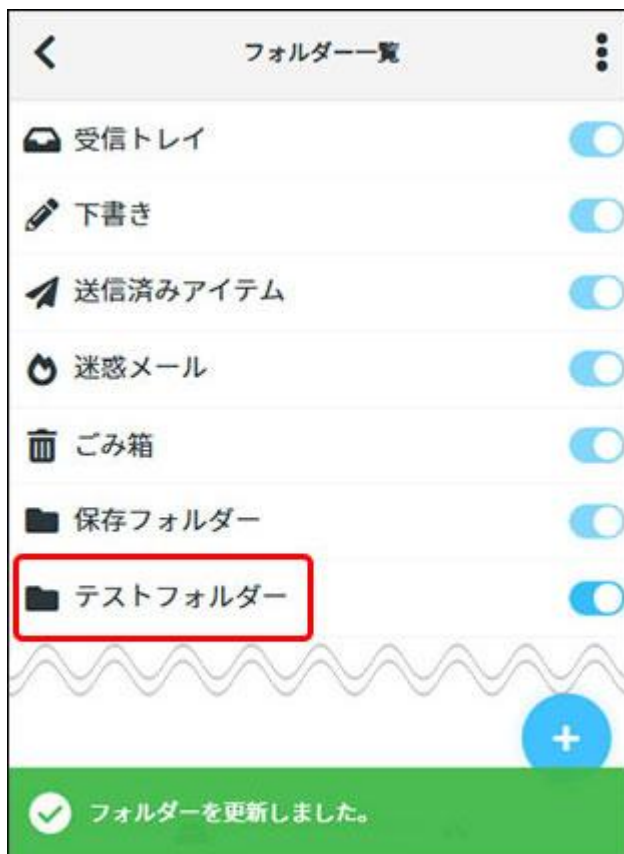 フォルダー一覧
受信トレイ
下書き
送信済みアイテム
迷惑メール
ごみ箱
保存フォルダー
テストフォルダー
フォルダーを更新しました。